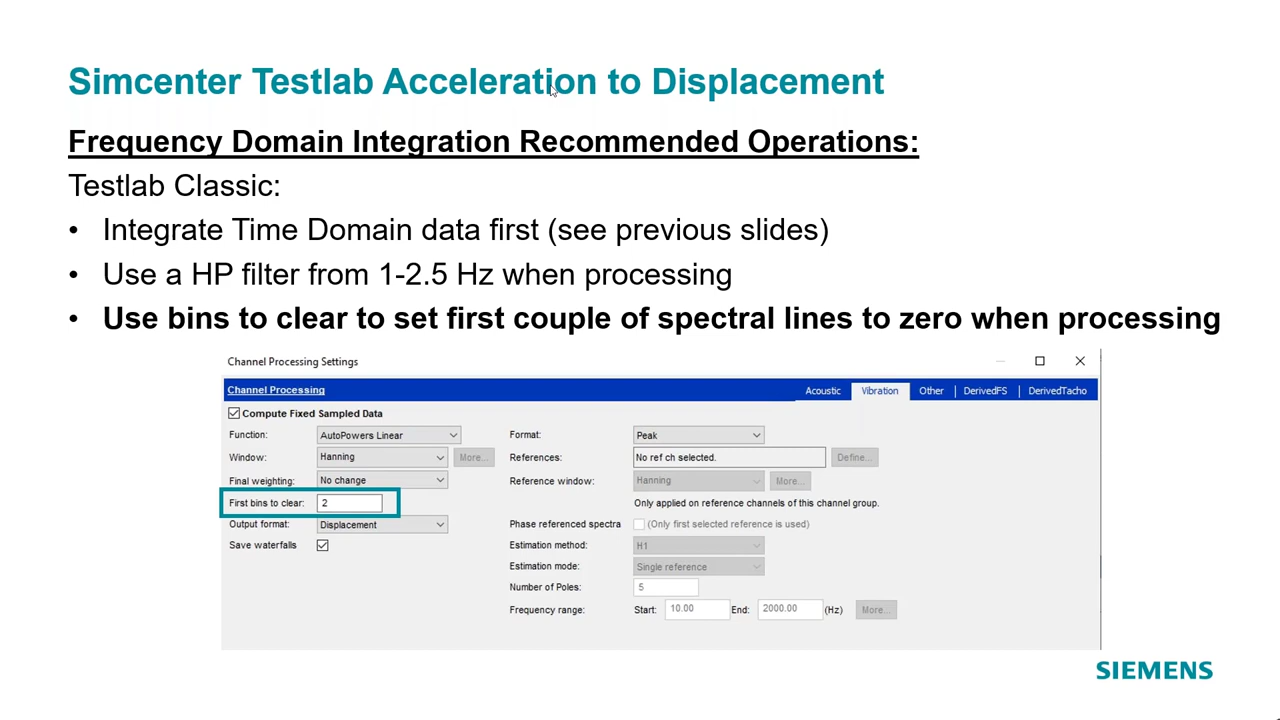 Simcenter Testlab Acceleration to Displacement
Frequency Domain Integration Recommended Operations:
Testlab Classic:
• Integrate Time Domain data first (see previous slides)
• Use a HP filter from 1-2.5 Hz when processing
• Use bins to clear to set first couple of spectral lines to zero when processing
Channel Processing Settings
Channel Processing Acoustic Vibration Other DerivedFS DerivedTacho
Compute Fixed Sampled Data
Function: AutoPowers Linear Format: Peak
Window: Hanning More... References: No ref ch selected. Define...
Final weighting: No change Reference window: Hanning More...
First bins to clear: 2 Only applied on reference channels of this channel group.
Output format: Displacement Phase referenced spectra (Only first selected reference is used)
Save waterfalls Estimation method: H1
Estimation mode: Single reference
Number of Poles: 5
Frequency range: Start: 10.00 End: 2000.00 (Hz) More...
SIEMENS